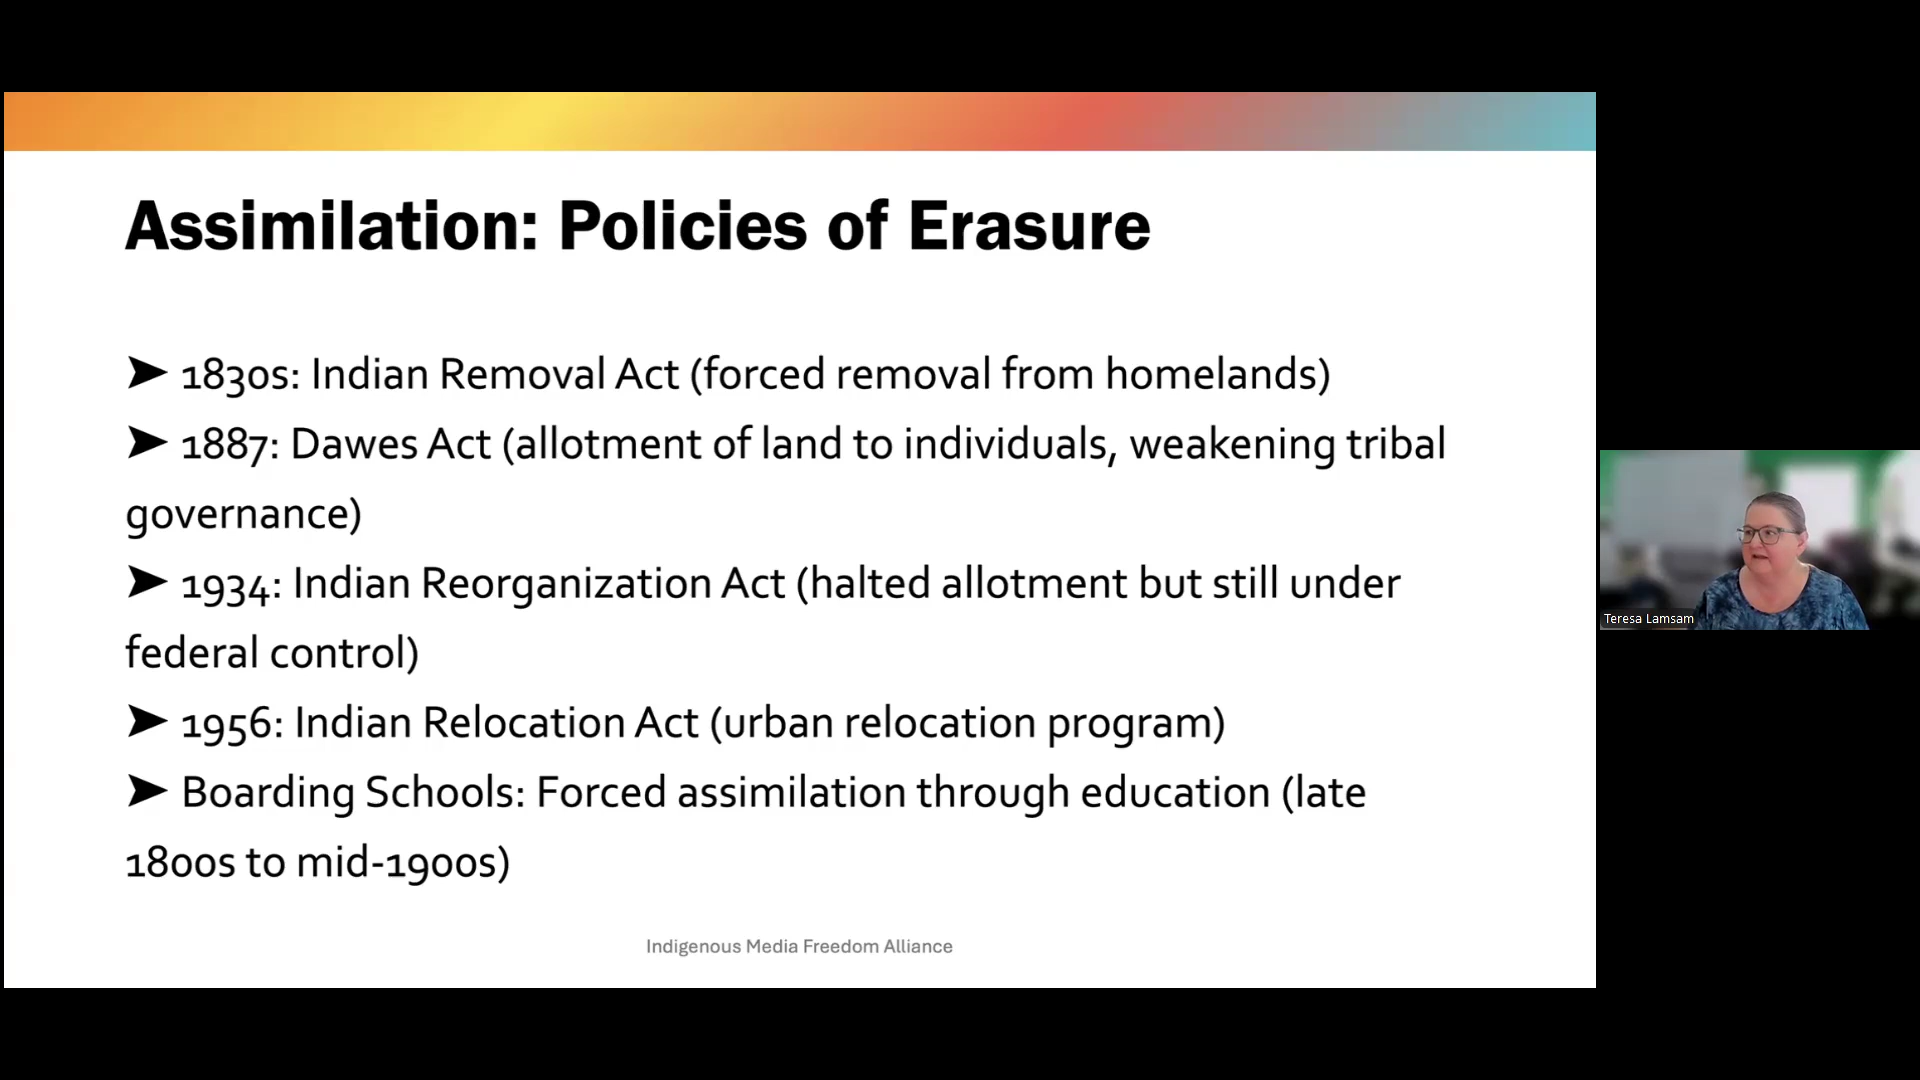 Assimilation: Policies of Erasure
➤ 1830s: Indian Removal Act (forced removal from homelands)
➤ 1887: Dawes Act (allotment of land to individuals, weakening tribal
governance)
➤ 1934: Indian Reorganization Act (halted allotment but still under
federal control)
➤ 1956: Indian Relocation Act (urban relocation program)
➤ Boarding Schools: Forced assimilation through education (late
1800s to mid-1900s)
Indigenous Media Freedom Alliance
Teresa Lamsam